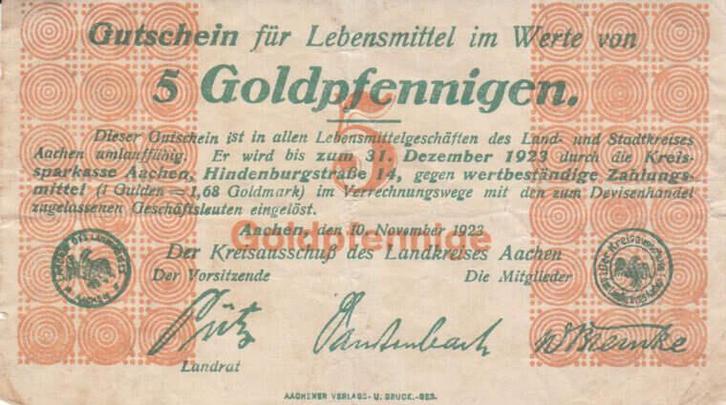 Gutschein für Lebensmittel im Werte von
5 Goldpfennigen.
Dieser Gutschein ist in allen Lebensmittelgeschäften des Land- und Stadtkreises
Aachen umlauffähig. Er wird bis zum 31. Dezember 1923 durch die Kreis-
sparkasse Aachen, Hindenburgstraße 14, gegen wertbeständige Zahlungs-
mittel (1 Gulden = 1,68 Goldmark) im Verrechnungswege mit den zum Devisenhandel
zugelassenen Geschäftsleuten eingelöst.
5
Goldpfennige
Aachen, den 10. November 1923
Der Kreisausschuß des Landkreises Aachen
Der Vorsitzende Die Mitglieder
Landrat
AACHENER VERLAGS- U. DRUCK.-GES.